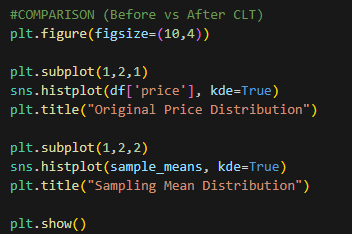 #COMPARISON (Before vs After CLT)
plt.figure(figsize=(10,4))
plt.subplot(1,2,1)
sns.histplot(df['price'], kde=True)
plt.title("Original Price Distribution")
plt.subplot(1,2,2)
sns.histplot(sample_means, kde=True)
plt.title("Sampling Mean Distribution")
plt.show()